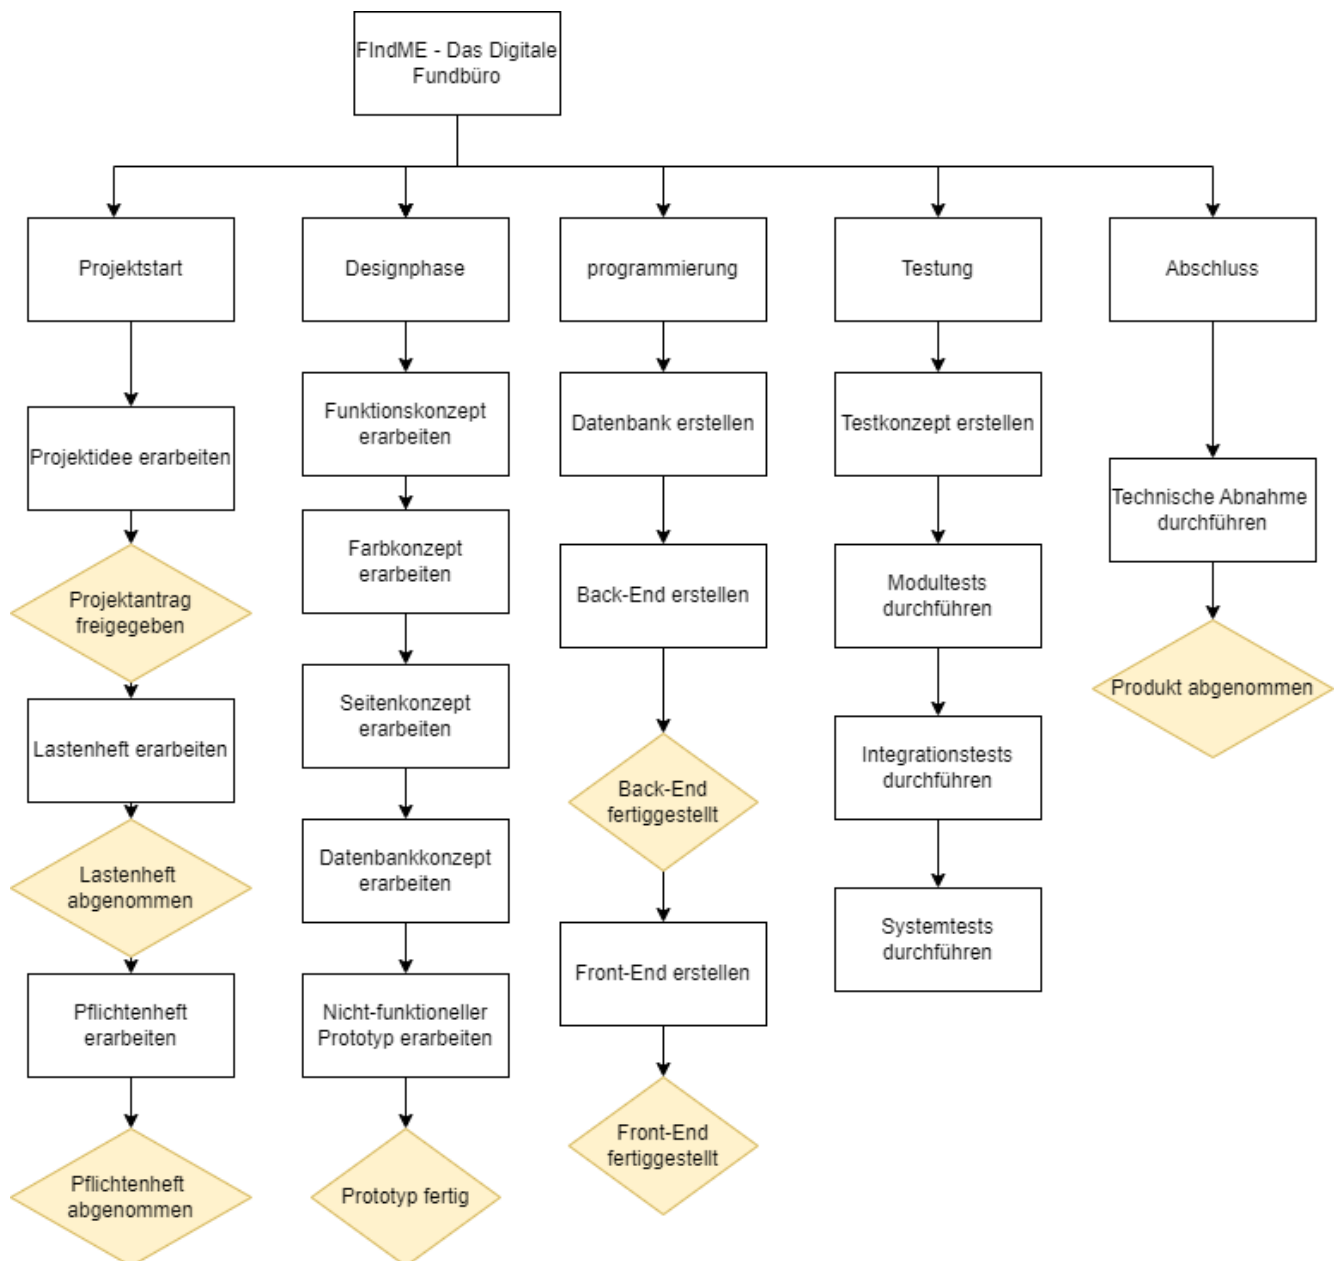 FIndME - Das Digitale
Fundbüro
Projektstart
Designphase
programmierung
Testung
Abschluss
Projektidee erarbeiten
Projektantrag
freigegeben
Lastenheft erarbeiten
Lastenheft
abgenommen
Pflichtenheft
erarbeiten
Pflichtenheft
abgenommen
Funktionskonzept
erarbeiten
Farbkonzept
erarbeiten
Seitenkonzept
erarbeiten
Datenbankkonzept
erarbeiten
Nicht-funktioneller
Prototyp erarbeiten
Prototyp fertig
Datenbank erstellen
Back-End erstellen
Back-End
fertiggestellt
Front-End erstellen
Front-End
fertiggestellt
Testkonzept erstellen
Modultests
durchführen
Integrationstests
durchführen
Systemtests
durchführen
Technische Abnahme
durchführen
Produkt abgenommen